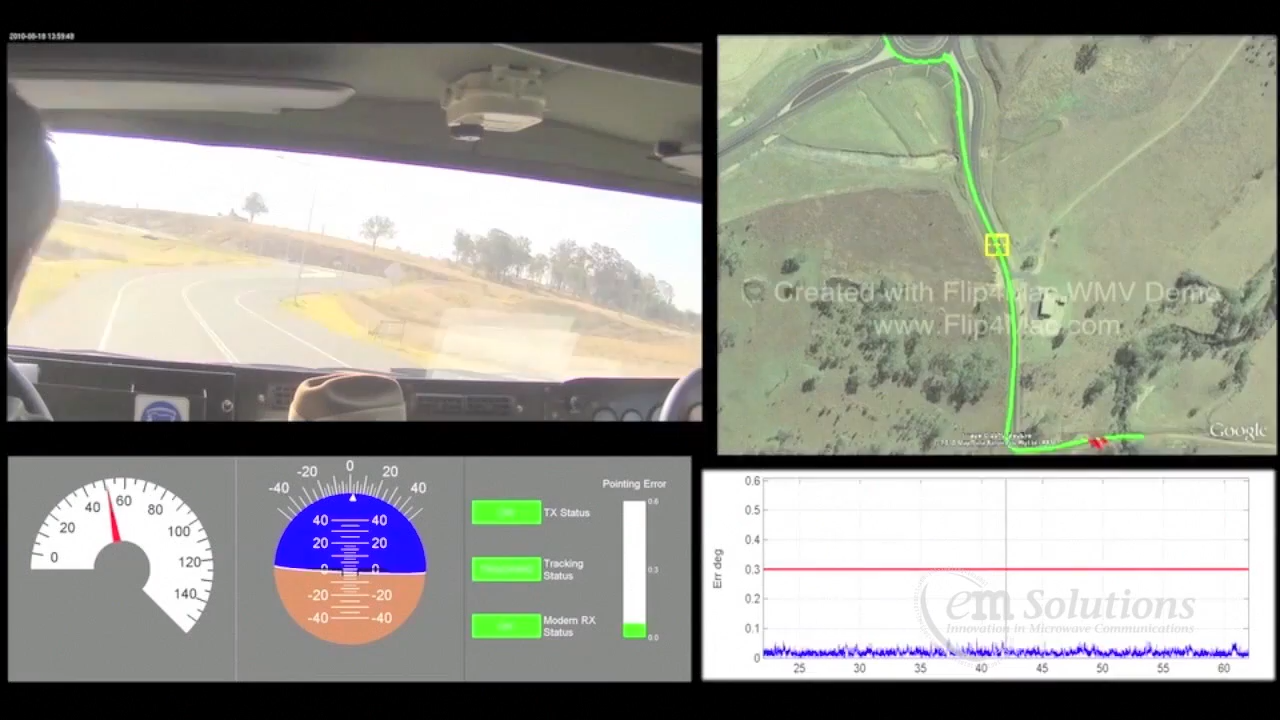 2010-08-18 13:59:49
Created with Flip4Mac WMV Demo
www.Flip4Mac.com
Google
0
20
40
60
80
100
120
140
-40
-20
0
20
40
40 40
20 20
0 0
-20 -20
-40 -40
TX Status
Tracking
Status
Modem RX
Status
Pointing Error
0.6
0.3
0.0
Err deg
0.6
0.5
0.4
0.3
0.2
0.1
0
25 30 35 40 45 50 55 60
em Solutions
Innovation in Microwave Communications